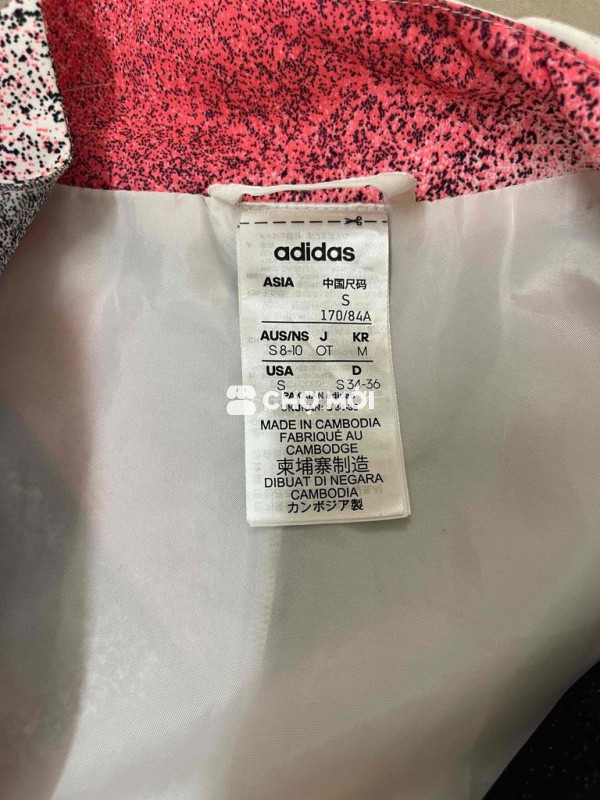 adidas
ASIA 中国尺码
S
170/84A
AUS/NS J KR
S 8-10 OT M
USA D
S S 34-36
CHỢ MỚI
MADE IN CAMBODIA
FABRIQUÉ AU
CAMBODGE
柬埔寨制造
DIBUAT DI NEGARA
CAMBODIA
カンボジア製